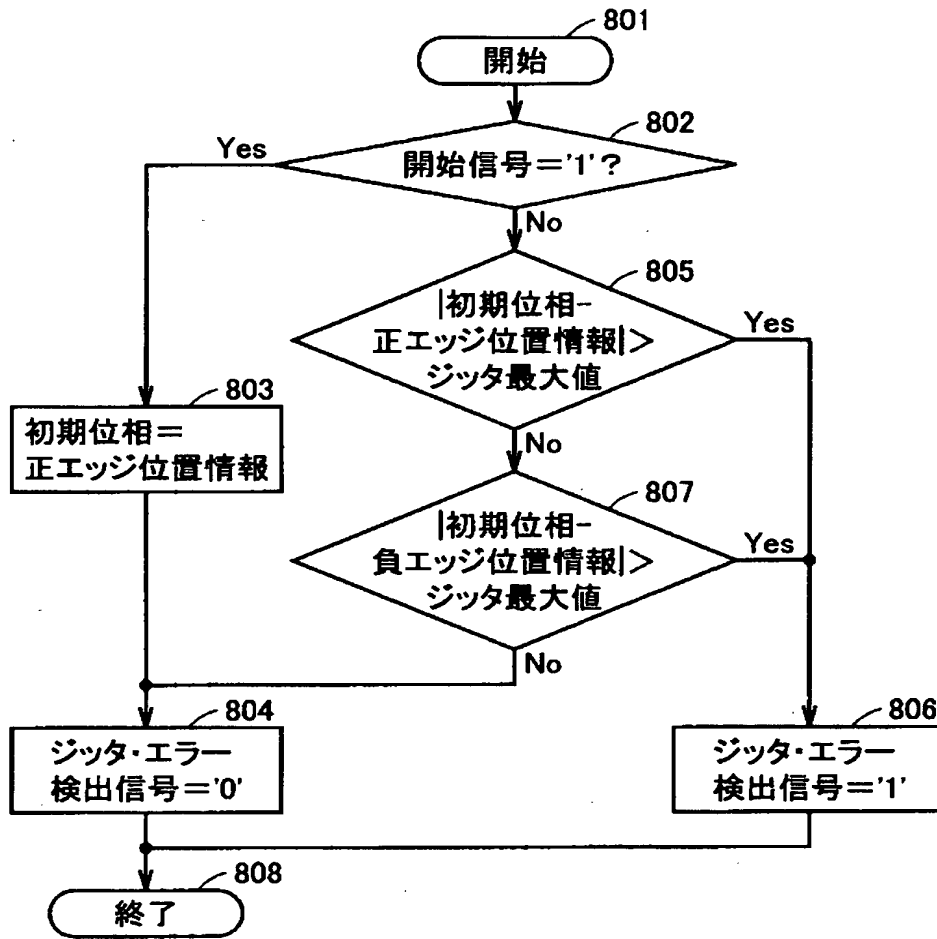 801
開始
802
開始信号='1'?
Yes
No
805
|初期位相-
正エッジ位置情報|>
ジッタ最大値
Yes
No
803
初期位相=
正エッジ位置情報
807
|初期位相-
負エッジ位置情報|>
ジッタ最大値
Yes
No
804
ジッタ・エラー
検出信号='0'
806
ジッタ・エラー
検出信号='1'
808
終了